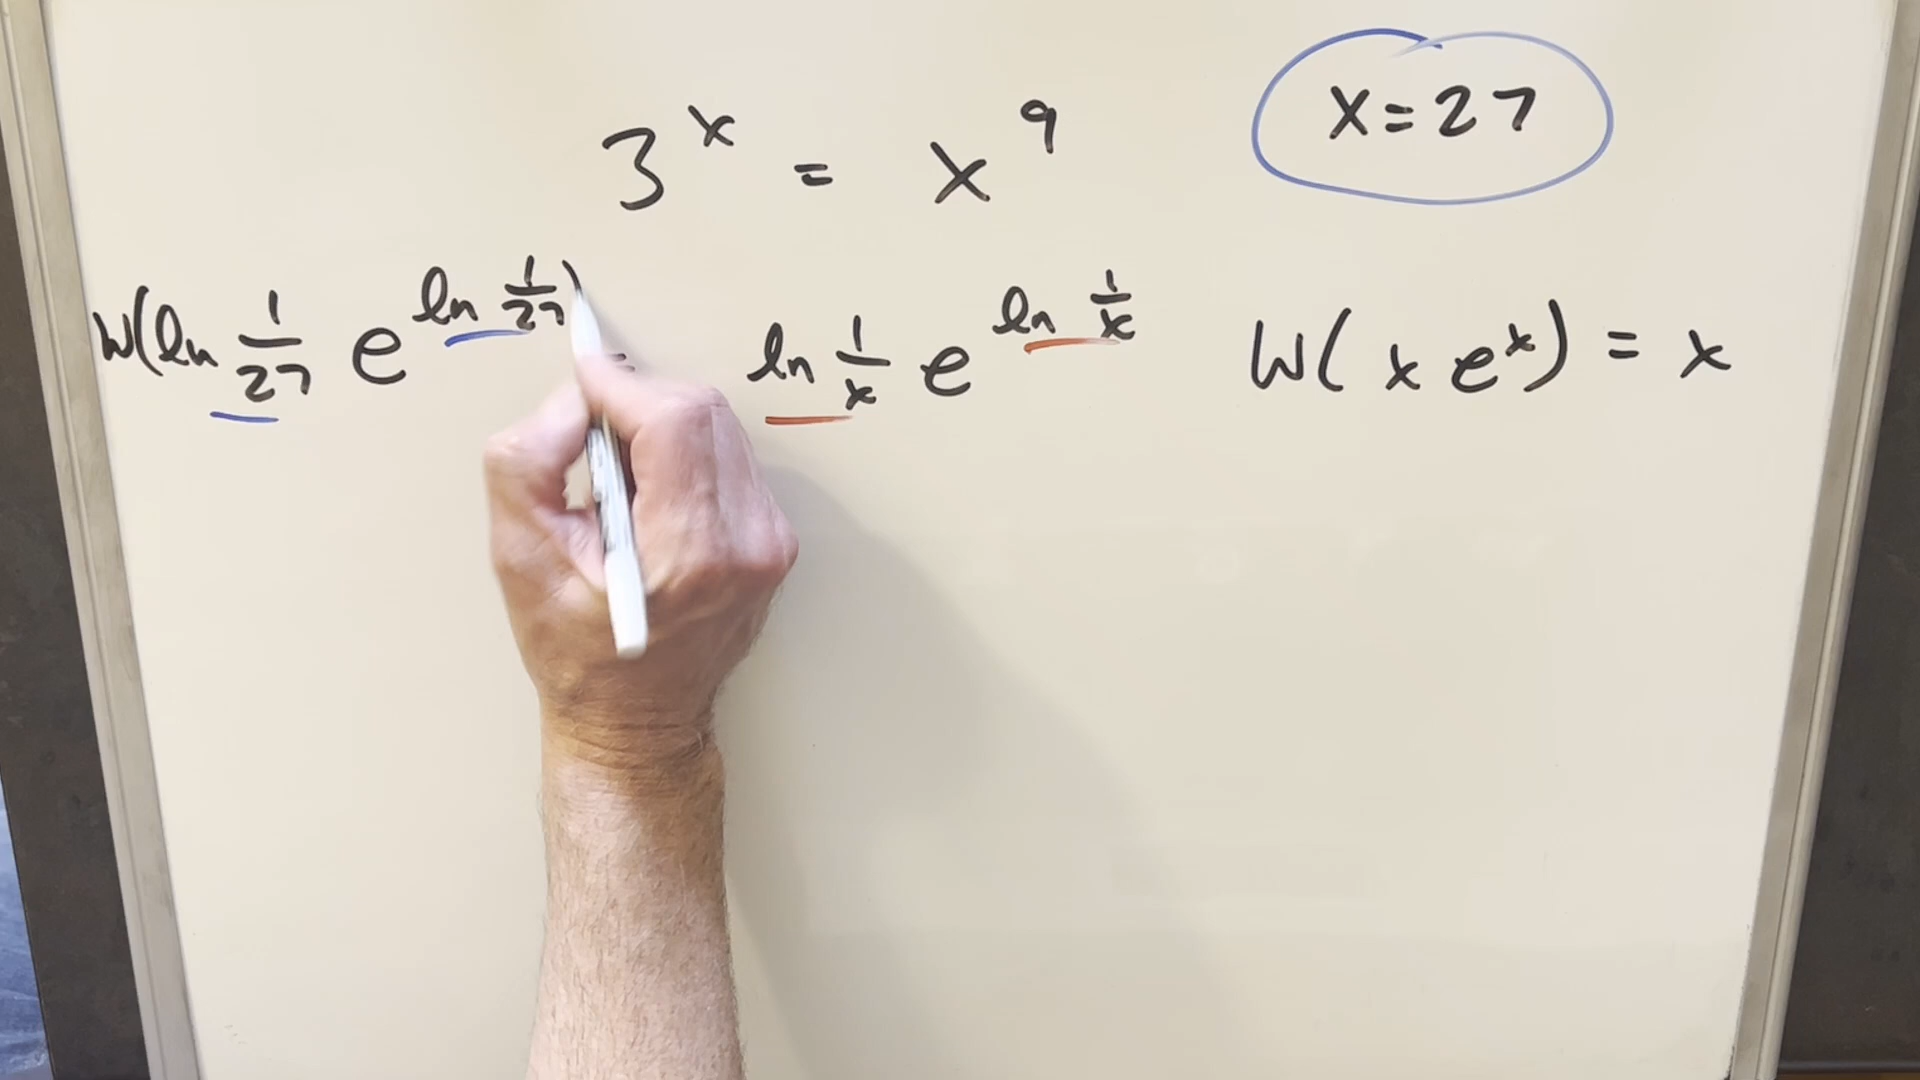 3^x = x^9
x = 27
W(ln 1/27 e^(ln 1/27)) = ln 1/x e^(ln 1/x)
W(x e^x) = x